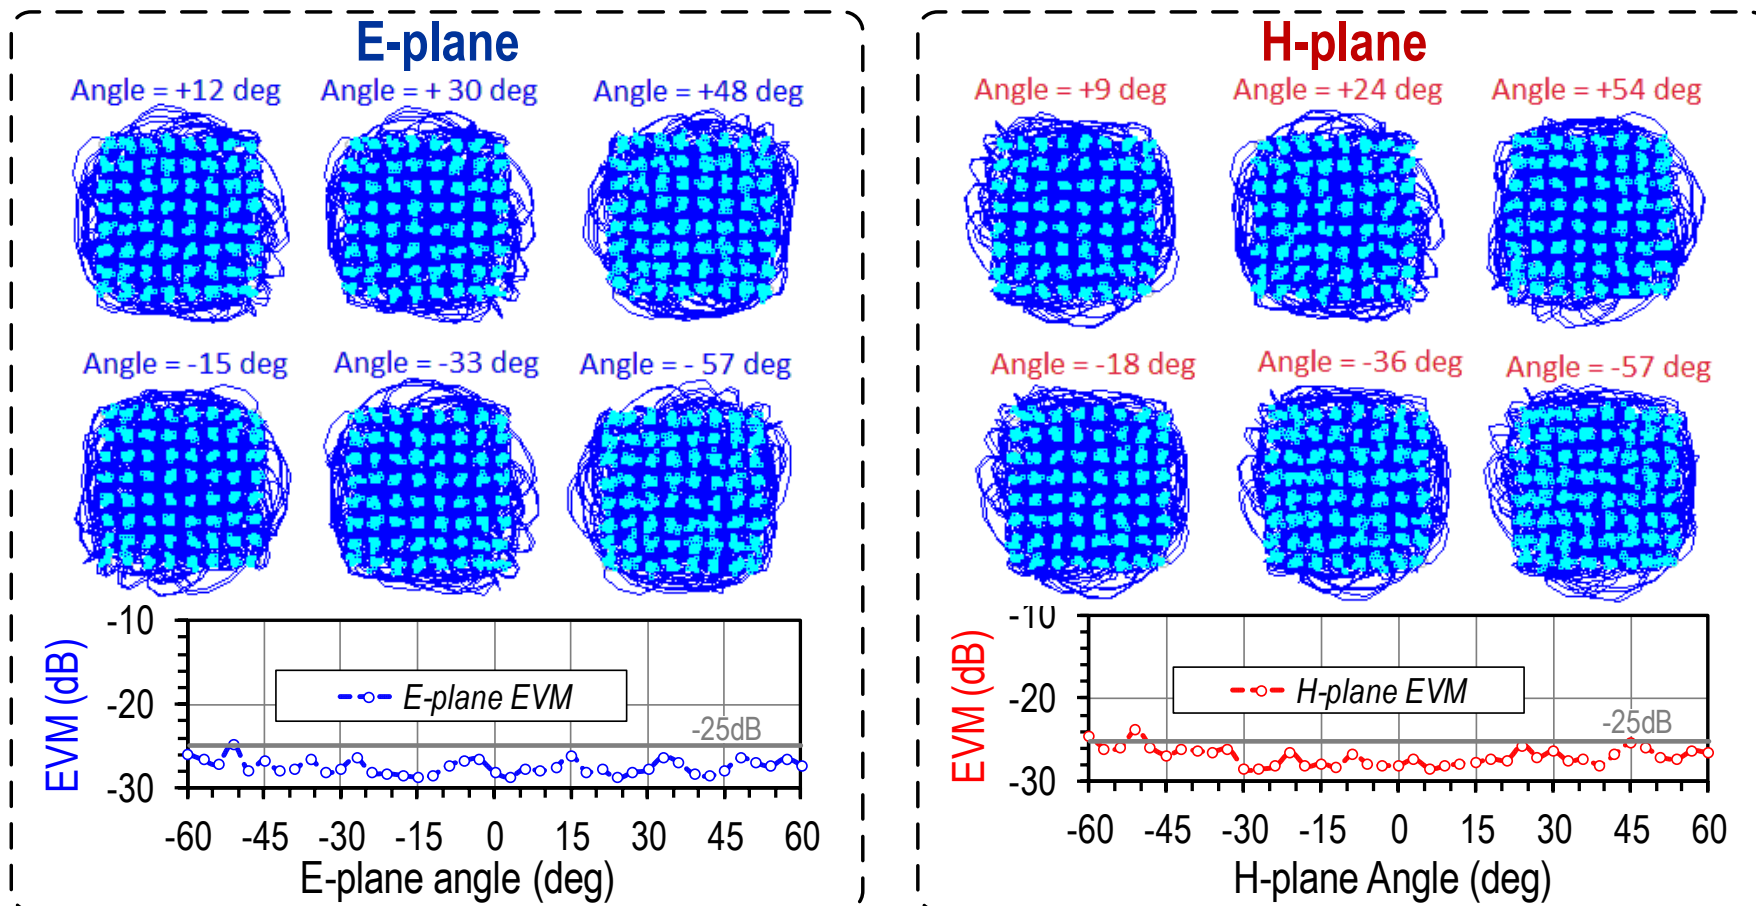 E-plane
Angle = +12 deg
Angle = + 30 deg
Angle = +48 deg
Angle = -15 deg
Angle = -33 deg
Angle = - 57 deg
EVM (dB)
-10
-20
-30
E-plane EVM
-25dB
-60 -45 -30 -15 0 15 30 45 60
E-plane angle (deg)
H-plane
Angle = +9 deg
Angle = +24 deg
Angle = +54 deg
Angle = -18 deg
Angle = -36 deg
Angle = -57 deg
EVM (dB)
-10
-20
-30
H-plane EVM
-25dB
-60 -45 -30 -15 0 15 30 45 60
H-plane Angle (deg)